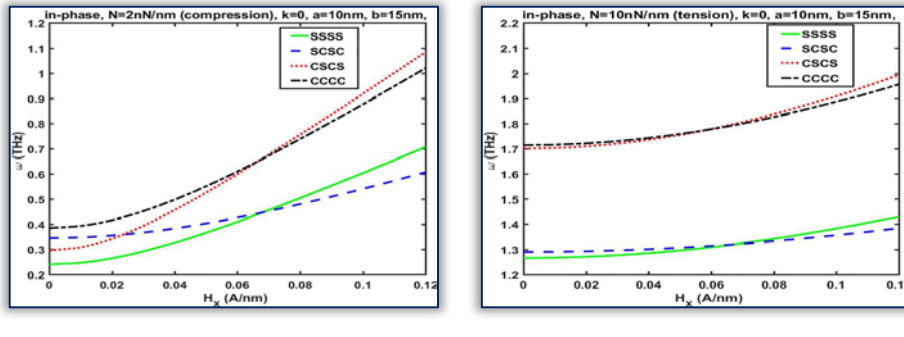 in-phase, N=2nN/nm (compression), k=0, a=10nm, b=15nm,
1.2
1.1
1
0.9
0.8
0.7
0.6
0.5
0.4
0.3
0.2
ω (THz)
SSSS
SCSC
CSCS
CCCC
0 0.02 0.04 0.06 0.08 0.1 0.12
Hx (A/nm)
in-phase, N=10nN/nm (tension), k=0, a=10nm, b=15nm,
2.2
2.1
2
1.9
1.8
1.7
1.6
1.5
1.4
1.3
1.2
ω (THz)
SSSS
SCSC
CSCS
CCCC
0 0.02 0.04 0.06 0.08 0.1
Hx (A/nm)